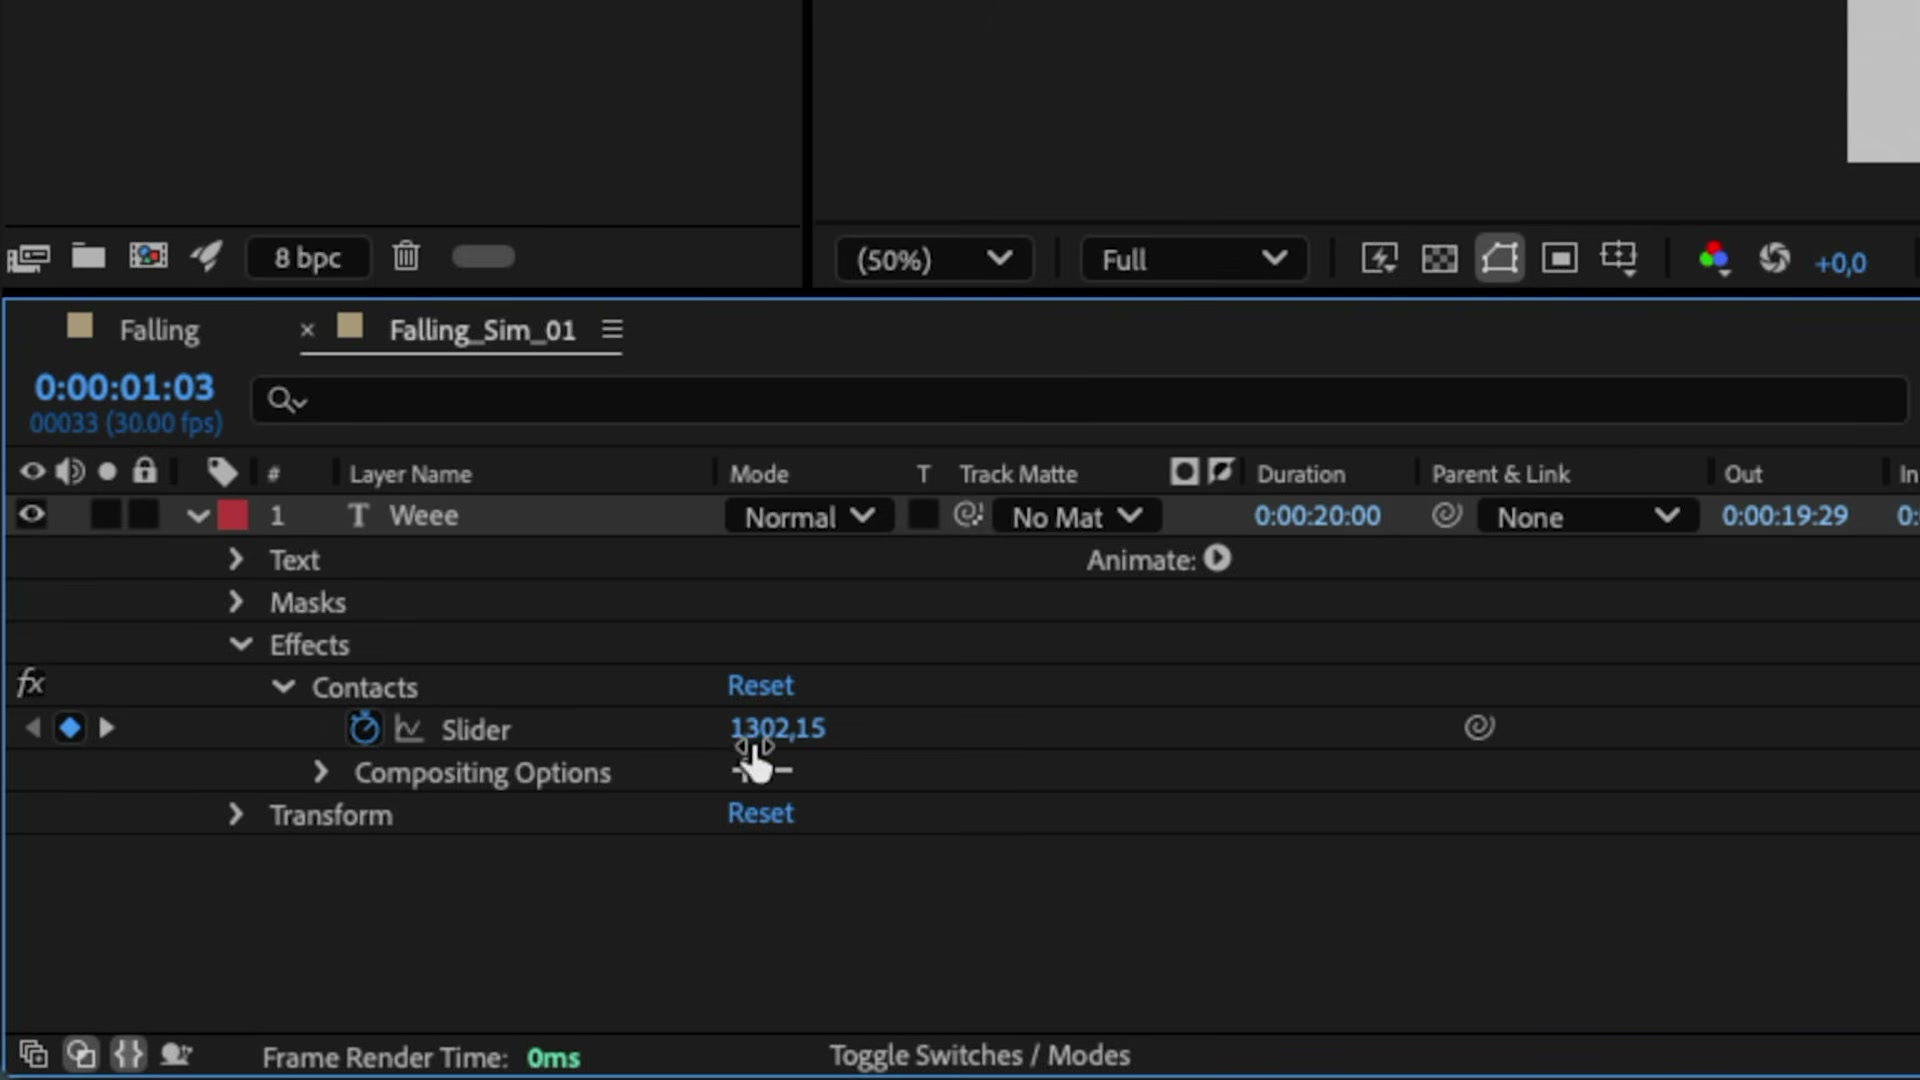 8 bpc
(50%) Full +0,0
Falling × Falling_Sim_01
0:00:01:03
00033 (30.00 fps)
# Layer Name Mode T Track Matte Duration Parent & Link Out In
1 T Weee Normal No Mat 0:00:20:00 None 0:00:19:29 0:
Text Animate:
Masks
Effects
fx Contacts Reset
Slider 1302,15
Compositing Options
Transform Reset
Frame Render Time: 0ms Toggle Switches / Modes